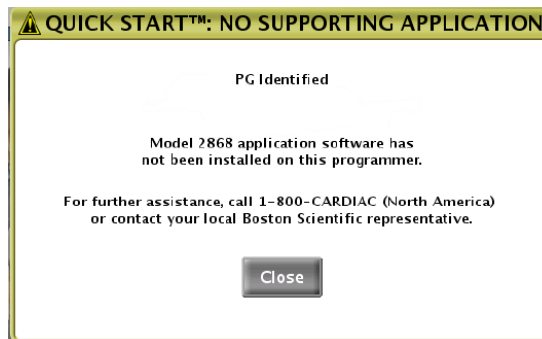 QUICK START™: NO SUPPORTING APPLICATION
PG Identified
Model 2868 application software has
not been installed on this programmer.
For further assistance, call 1-800-CARDIAC (North America)
or contact your local Boston Scientific representative.
Close